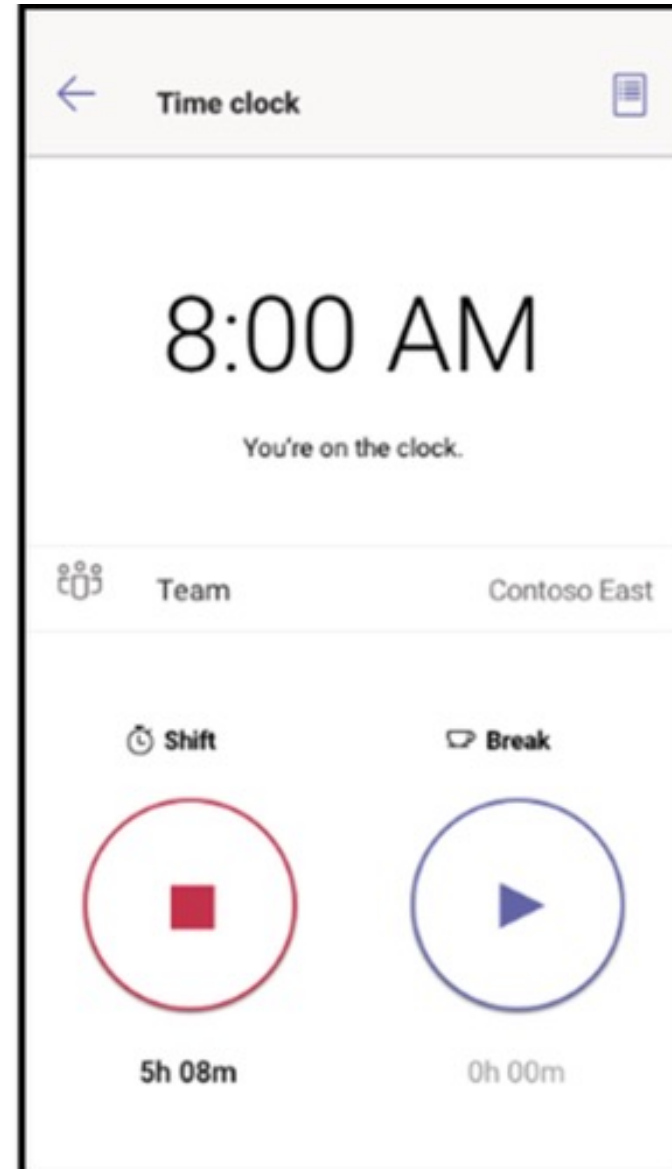 Time clock
8:00 AM
You're on the clock.
Team Contoso East
Shift Break
5h 08m 0h 00m